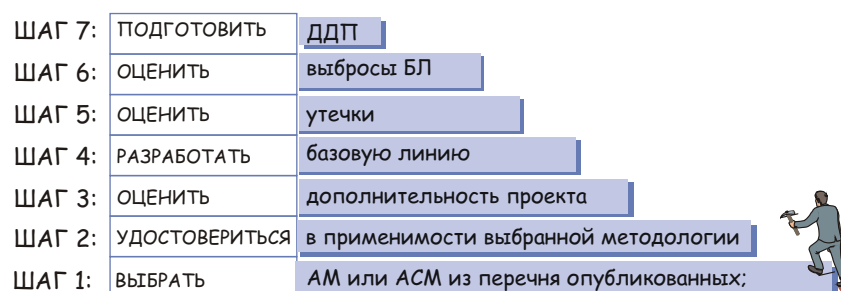 ШАГ 7: ПОДГОТОВИТЬ ДДП
ШАГ 6: ОЦЕНИТЬ выбросы БЛ
ШАГ 5: ОЦЕНИТЬ утечки
ШАГ 4: РАЗРАБОТАТЬ базовую линию
ШАГ 3: ОЦЕНИТЬ дополнительность проекта
ШАГ 2: УДОСТОВЕРИТЬСЯ в применимости выбранной методологии
ШАГ 1: ВЫБРАТЬ АМ или АСМ из перечня опубликованных;